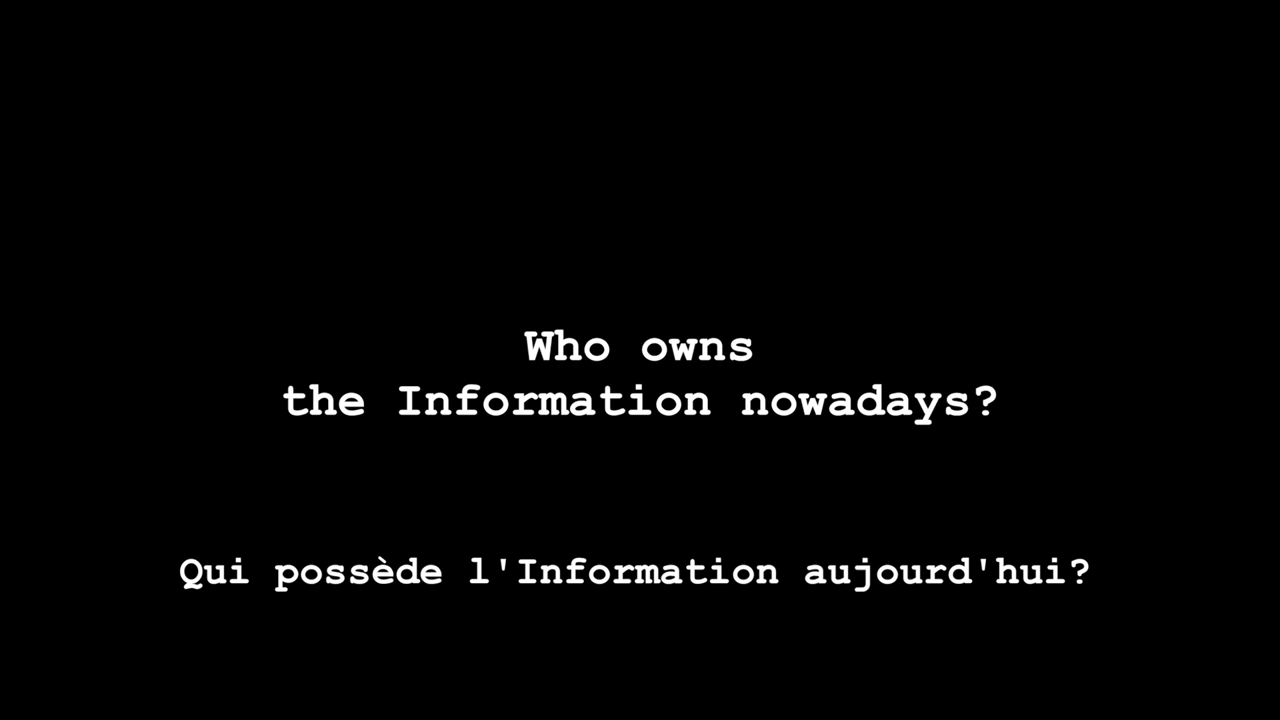 Who owns
the Information nowadays?
Qui possède l'Information aujourd'hui?